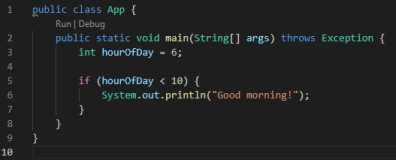 1 public class App {
Run | Debug
2     public static void main(String[] args) throws Exception {
3         int hourOfDay = 6;
4
5         if (hourOfDay < 10) {
6             System.out.println("Good morning!");
7         }
8     }
9 }
10